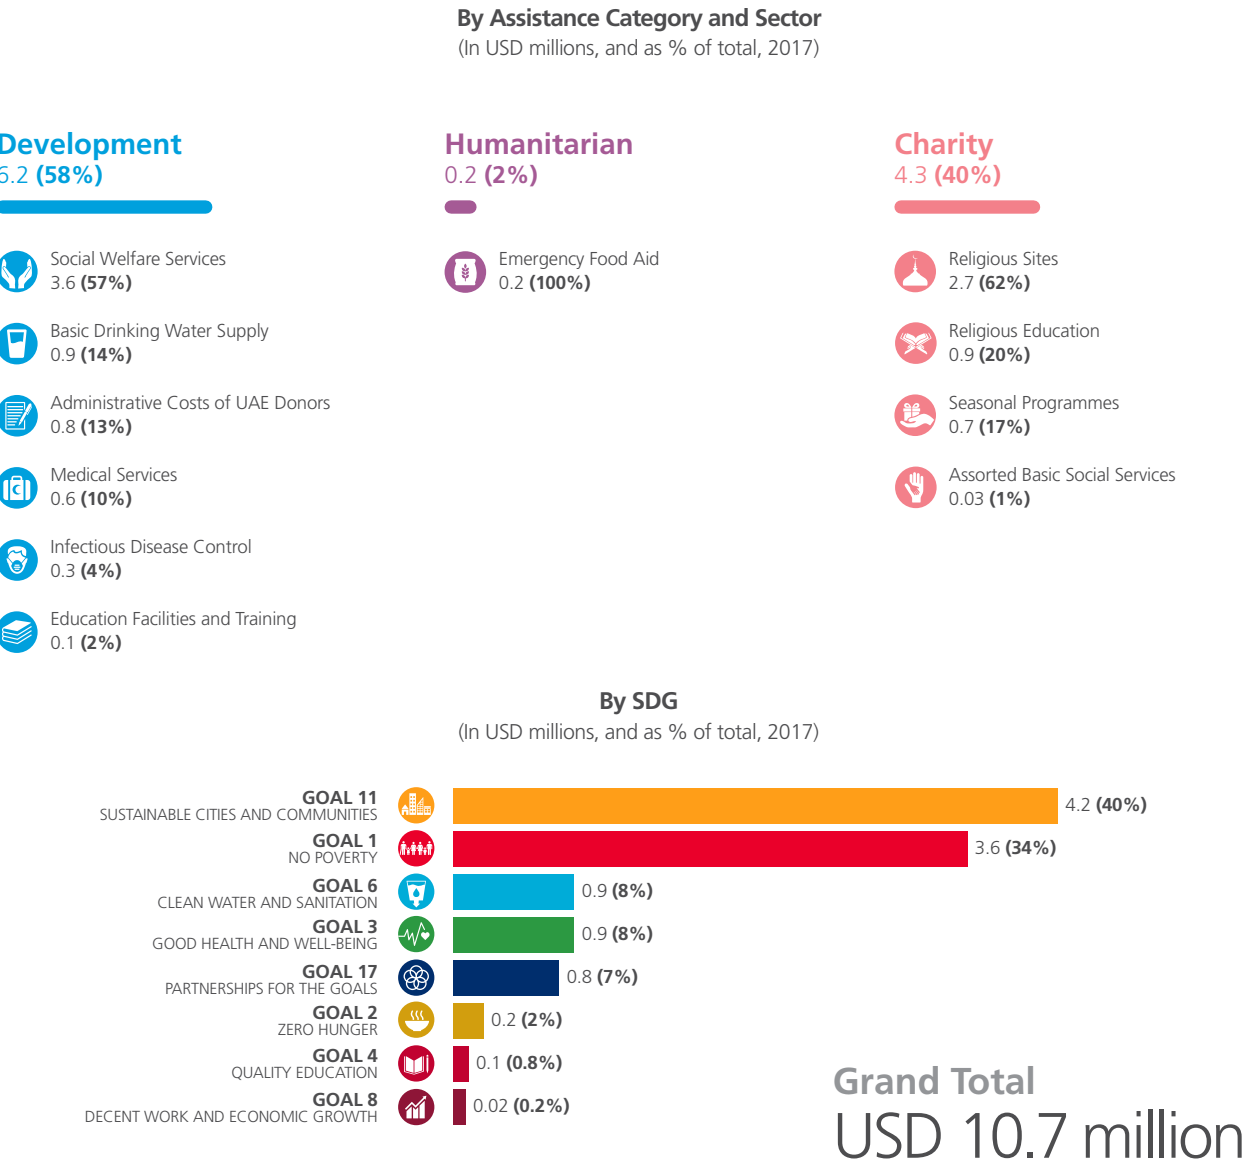 By Assistance Category and Sector
(In USD millions, and as % of total, 2017)
Development
6.2 (58%)
Social Welfare Services
3.6 (57%)
Basic Drinking Water Supply
0.9 (14%)
Administrative Costs of UAE Donors
0.8 (13%)
Medical Services
0.6 (10%)
Infectious Disease Control
0.3 (4%)
Education Facilities and Training
0.1 (2%)
Humanitarian
0.2 (2%)
Emergency Food Aid
0.2 (100%)
Charity
4.3 (40%)
Religious Sites
2.7 (62%)
Religious Education
0.9 (20%)
Seasonal Programmes
0.7 (17%)
Assorted Basic Social Services
0.03 (1%)
By SDG
(In USD millions, and as % of total, 2017)
GOAL 11
SUSTAINABLE CITIES AND COMMUNITIES
4.2 (40%)
GOAL 1
NO POVERTY
3.6 (34%)
GOAL 6
CLEAN WATER AND SANITATION
0.9 (8%)
GOAL 3
GOOD HEALTH AND WELL-BEING
0.9 (8%)
GOAL 17
PARTNERSHIPS FOR THE GOALS
0.8 (7%)
GOAL 2
ZERO HUNGER
0.2 (2%)
GOAL 4
QUALITY EDUCATION
0.1 (0.8%)
GOAL 8
DECENT WORK AND ECONOMIC GROWTH
0.02 (0.2%)
Grand Total
USD 10.7 million